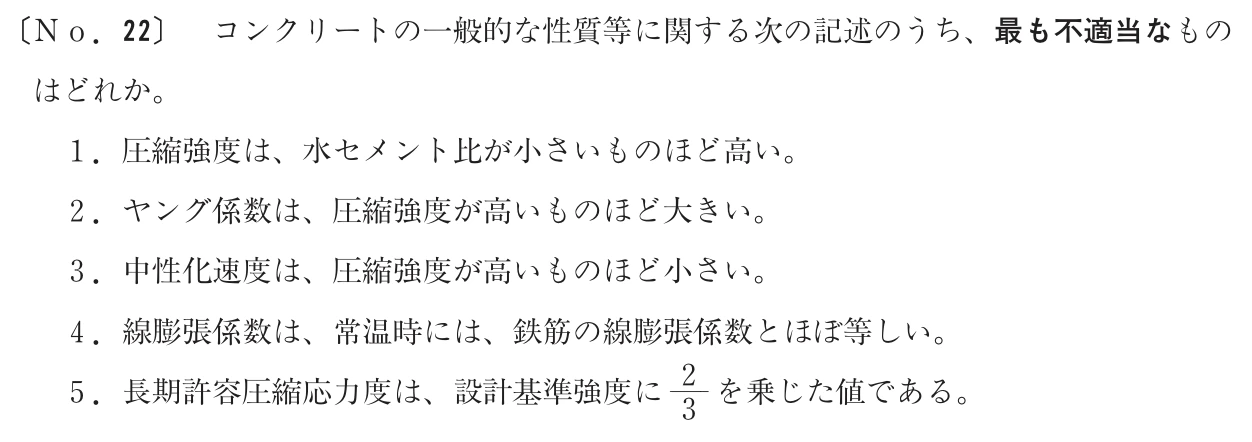 〔Ｎｏ．22〕　コンクリートの一般的な性質等に関する次の記述のうち、最も不適当なもの
はどれか。
１．圧縮強度は、水セメント比が小さいものほど高い。
２．ヤング係数は、圧縮強度が高いものほど大きい。
３．中性化速度は、圧縮強度が高いものほど小さい。
４．線膨張係数は、常温時には、鉄筋の線膨張係数とほぼ等しい。
５．長期許容圧縮応力度は、設計基準強度に2/3を乗じた値である。